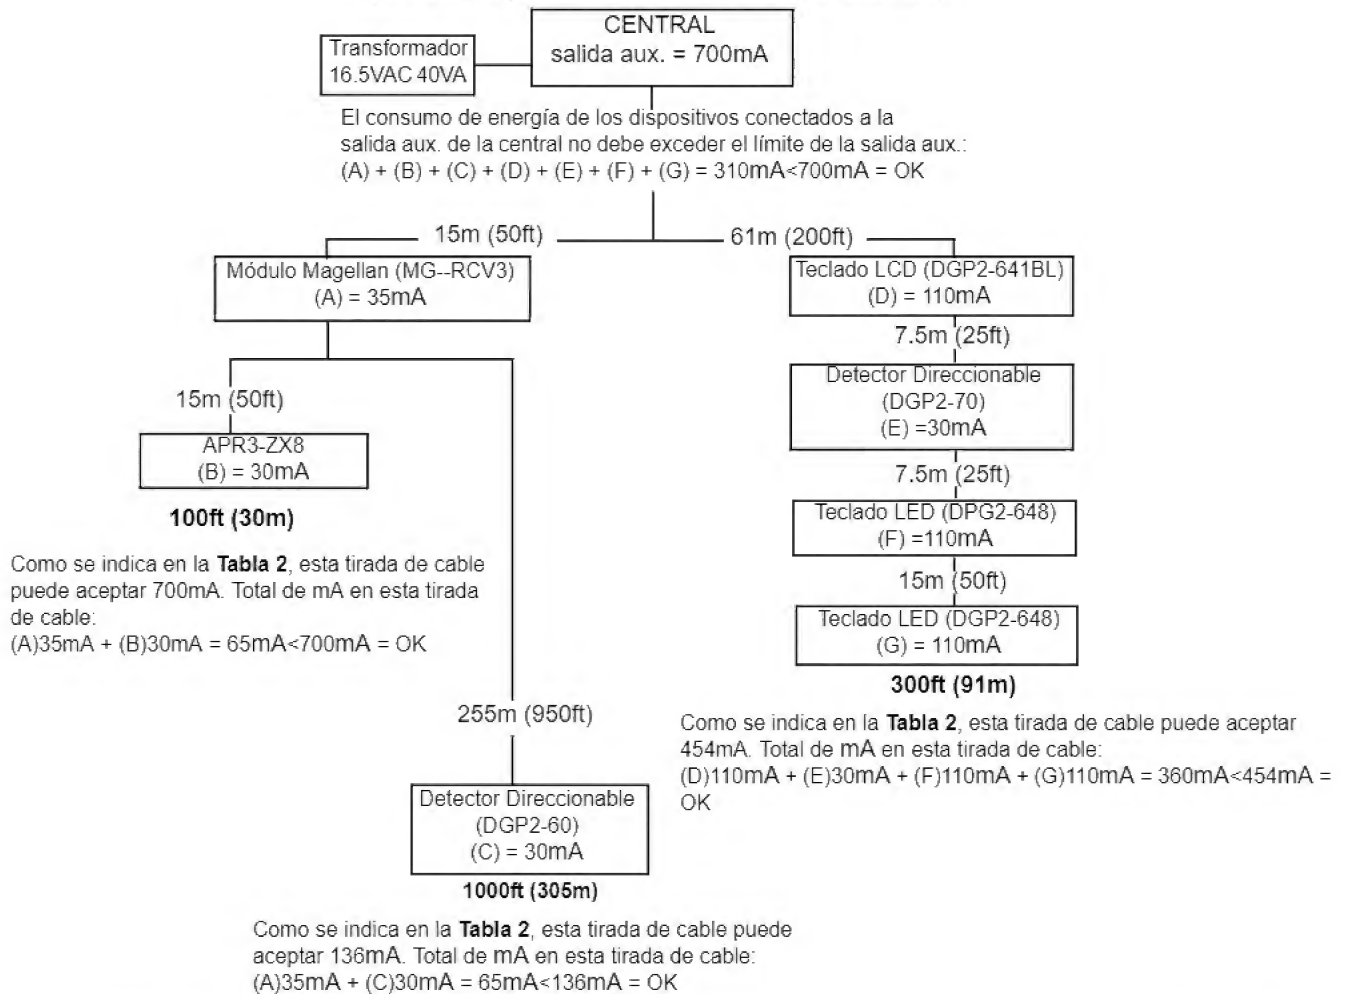 CENTRAL
salida aux. = 700mA
Transformador
16.5VAC 40VA
El consumo de energía de los dispositivos conectados a la
salida aux. de la central no debe exceder el límite de la salida aux.:
(A) + (B) + (C) + (D) + (E) + (F) + (G) = 310mA<700mA = OK
15m (50ft)
Módulo Magellan (MG--RCV3)
(A) = 35mA
15m (50ft)
APR3-ZX8
(B) = 30mA
100ft (30m)
Como se indica en la Tabla 2, esta tirada de cable
puede aceptar 700mA. Total de mA en esta tirada
de cable:
(A)35mA + (B)30mA = 65mA<700mA = OK
255m (950ft)
Detector Direccionable
(DGP2-60)
(C) = 30mA
1000ft (305m)
Como se indica en la Tabla 2, esta tirada de cable puede
aceptar 136mA. Total de mA en esta tirada de cable:
(A)35mA + (C)30mA = 65mA<136mA = OK
61m (200ft)
Teclado LCD (DGP2-641BL)
(D) = 110mA
7.5m (25ft)
Detector Direccionable
(DGP2-70)
(E) =30mA
7.5m (25ft)
Teclado LED (DPG2-648)
(F) =110mA
15m (50ft)
Teclado LED (DGP2-648)
(G) = 110mA
300ft (91m)
Como se indica en la Tabla 2, esta tirada de cable puede aceptar
454mA. Total de mA en esta tirada de cable:
(D)110mA + (E)30mA + (F)110mA + (G)110mA = 360mA<454mA =
OK